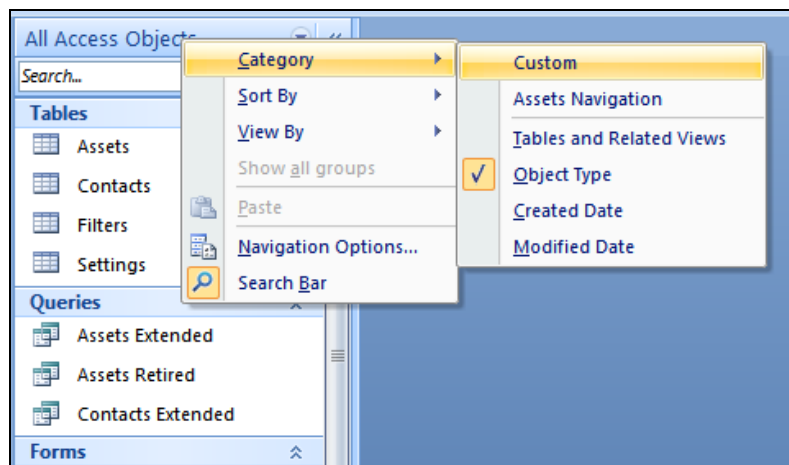 All Access Objects
Search...
Tables
Assets
Contacts
Filters
Settings
Queries
Assets Extended
Assets Retired
Contacts Extended
Forms
Category
Sort By
View By
Show all groups
Paste
Navigation Options...
Search Bar
Custom
Assets Navigation
Tables and Related Views
Object Type
Created Date
Modified Date